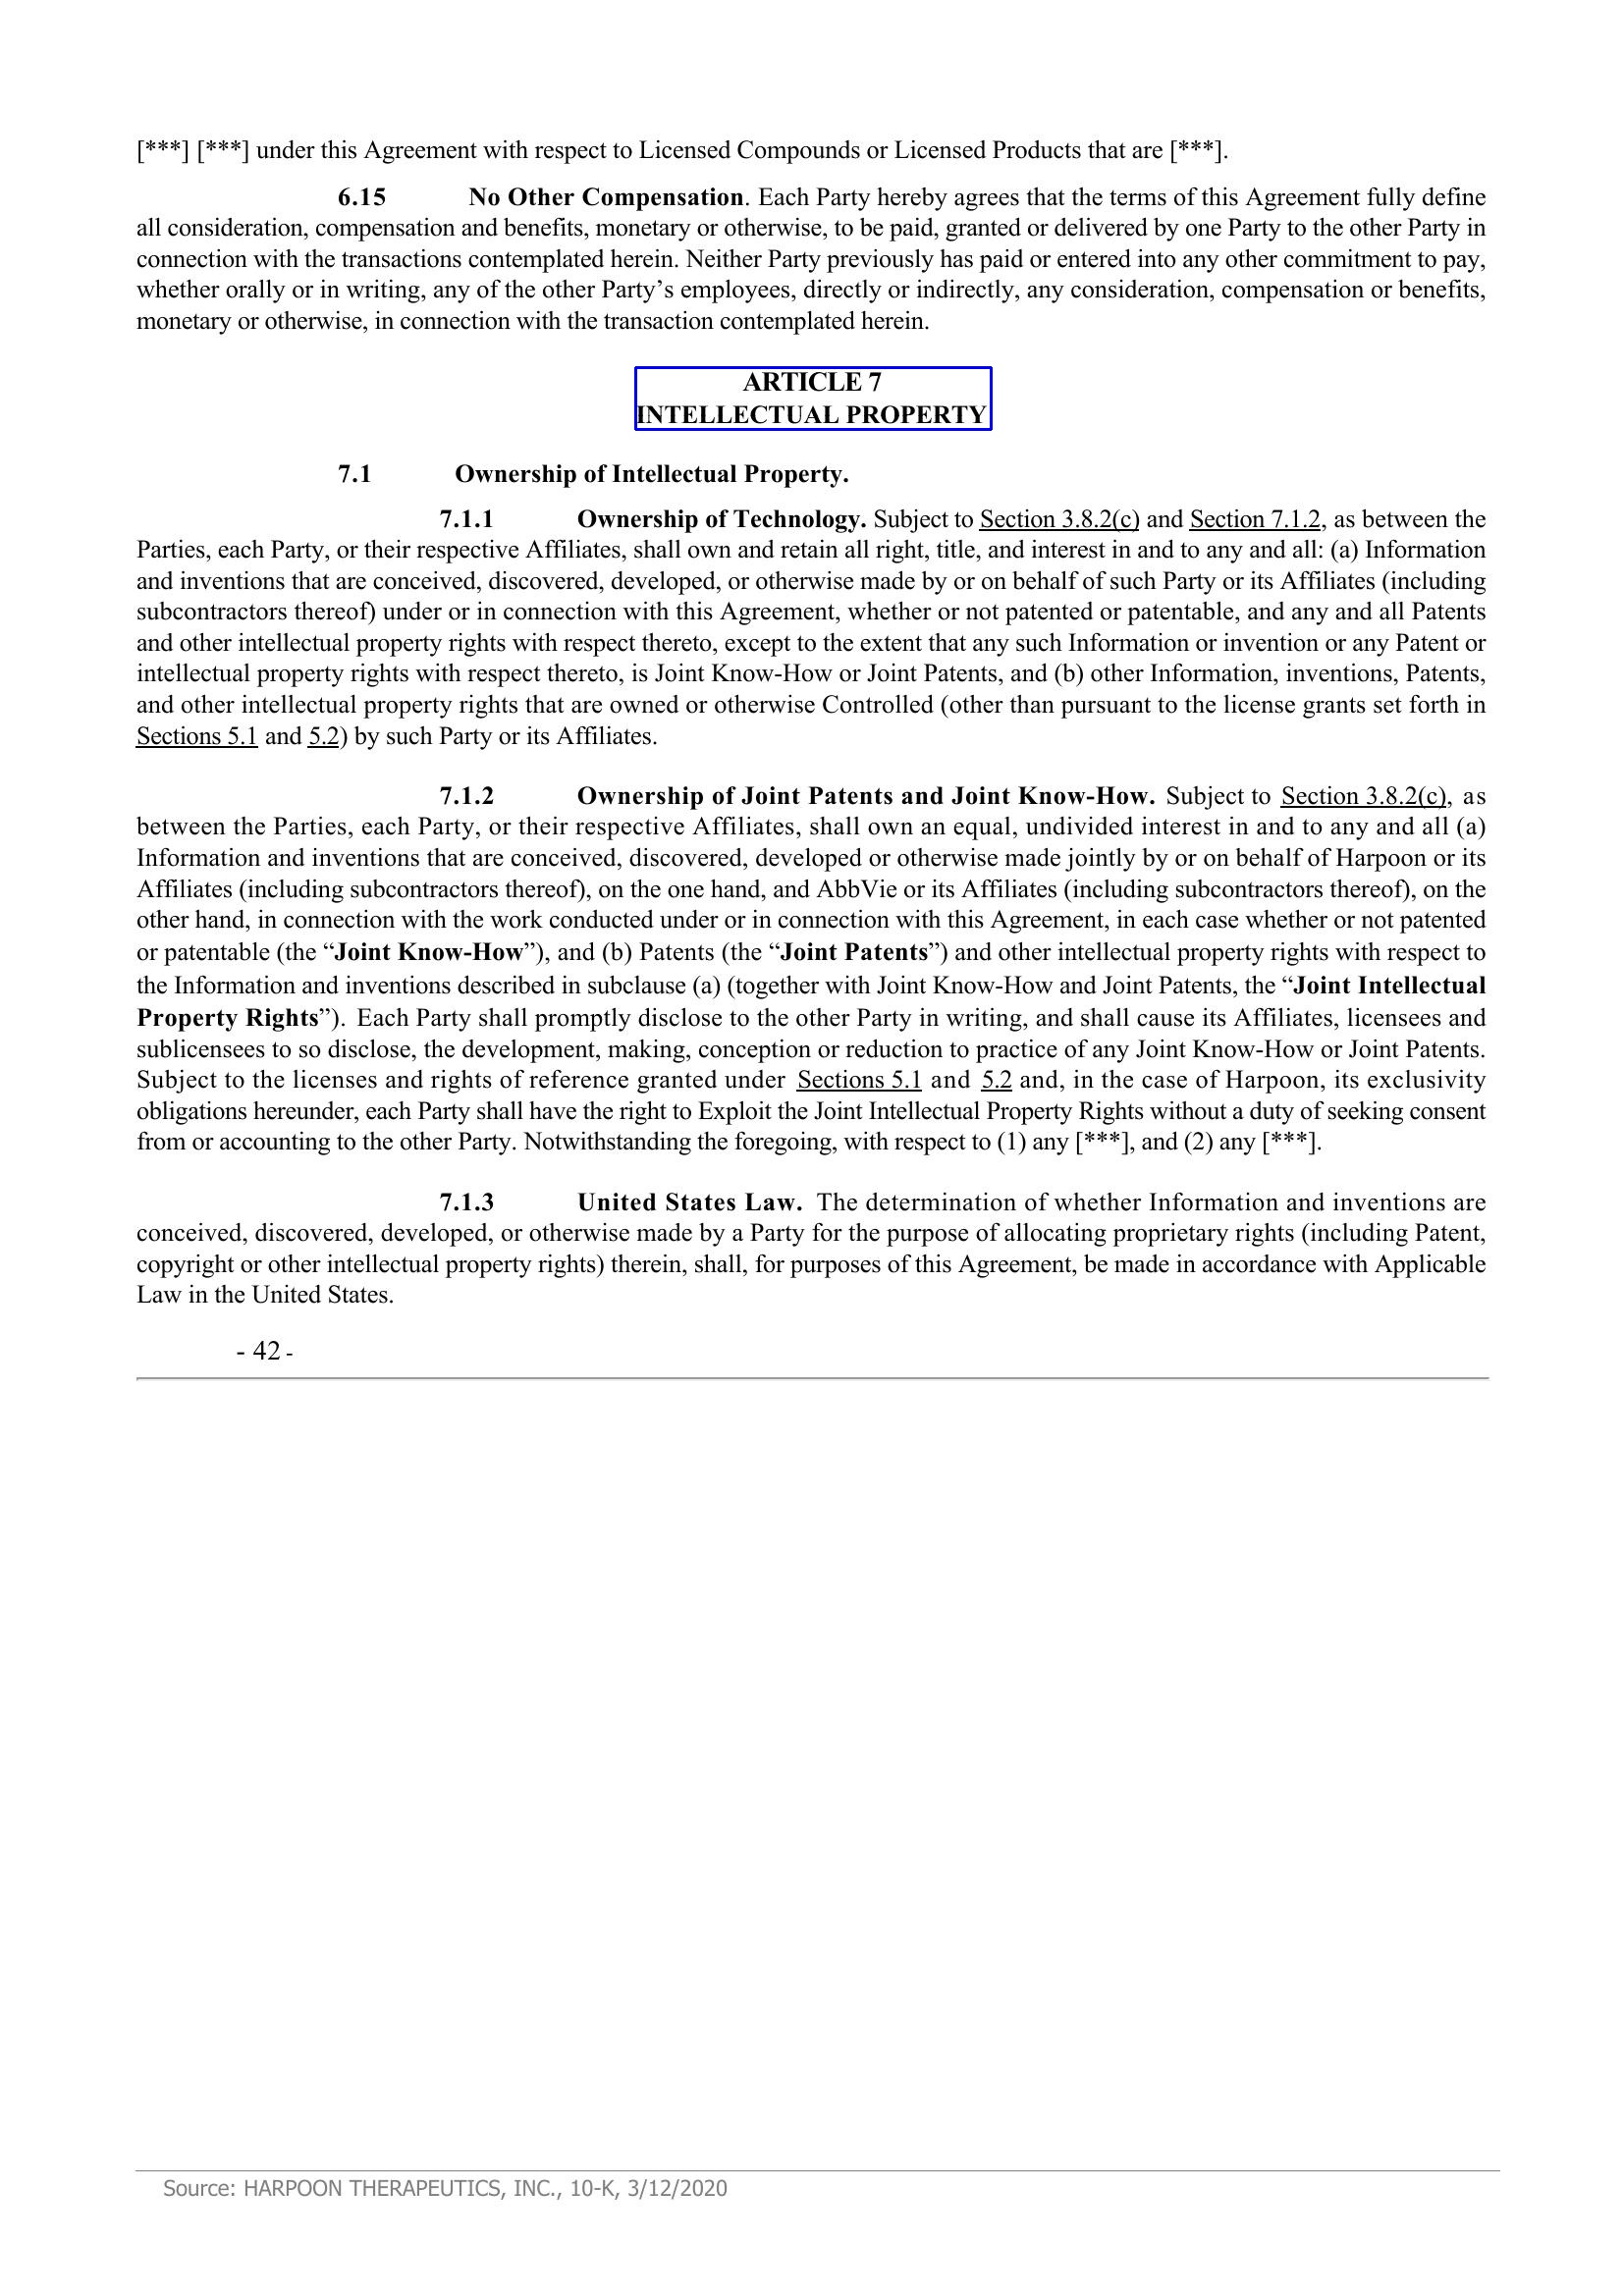 [***] [***] under this Agreement with respect to Licensed Compounds or Licensed Products that are [***].
6.15 No Other Compensation. Each Party hereby agrees that the terms of this Agreement fully define
all consideration, compensation and benefits, monetary or otherwise, to be paid, granted or delivered by one Party to the other Party in
connection with the transactions contemplated herein. Neither Party previously has paid or entered into any other commitment to pay,
whether orally or in writing, any of the other Party’s employees, directly or indirectly, any consideration, compensation or benefits,
monetary or otherwise, in connection with the transaction contemplated herein.
ARTICLE 7
INTELLECTUAL PROPERTY
7.1 Ownership of Intellectual Property.
7.1.1 Ownership of Technology. Subject to Section 3.8.2(c) and Section 7.1.2, as between the
Parties, each Party, or their respective Affiliates, shall own and retain all right, title, and interest in and to any and all: (a) Information
and inventions that are conceived, discovered, developed, or otherwise made by or on behalf of such Party or its Affiliates (including
subcontractors thereof) under or in connection with this Agreement, whether or not patented or patentable, and any and all Patents
and other intellectual property rights with respect thereto, except to the extent that any such Information or invention or any Patent or
intellectual property rights with respect thereto, is Joint Know-How or Joint Patents, and (b) other Information, inventions, Patents,
and other intellectual property rights that are owned or otherwise Controlled (other than pursuant to the license grants set forth in
Sections 5.1 and 5.2) by such Party or its Affiliates.
7.1.2 Ownership of Joint Patents and Joint Know-How. Subject to Section 3.8.2(c), as
between the Parties, each Party, or their respective Affiliates, shall own an equal, undivided interest in and to any and all (a)
Information and inventions that are conceived, discovered, developed or otherwise made jointly by or on behalf of Harpoon or its
Affiliates (including subcontractors thereof), on the one hand, and AbbVie or its Affiliates (including subcontractors thereof), on the
other hand, in connection with the work conducted under or in connection with this Agreement, in each case whether or not patented
or patentable (the “Joint Know-How”), and (b) Patents (the “Joint Patents”) and other intellectual property rights with respect to
the Information and inventions described in subclause (a) (together with Joint Know-How and Joint Patents, the “Joint Intellectual
Property Rights”). Each Party shall promptly disclose to the other Party in writing, and shall cause its Affiliates, licensees and
sublicensees to so disclose, the development, making, conception or reduction to practice of any Joint Know-How or Joint Patents.
Subject to the licenses and rights of reference granted under Sections 5.1 and 5.2 and, in the case of Harpoon, its exclusivity
obligations hereunder, each Party shall have the right to Exploit the Joint Intellectual Property Rights without a duty of seeking consent
from or accounting to the other Party. Notwithstanding the foregoing, with respect to (1) any [***], and (2) any [***].
7.1.3 United States Law. The determination of whether Information and inventions are
conceived, discovered, developed, or otherwise made by a Party for the purpose of allocating proprietary rights (including Patent,
copyright or other intellectual property rights) therein, shall, for purposes of this Agreement, be made in accordance with Applicable
Law in the United States.
- 42 -
Source: HARPOON THERAPEUTICS, INC., 10-K, 3/12/2020